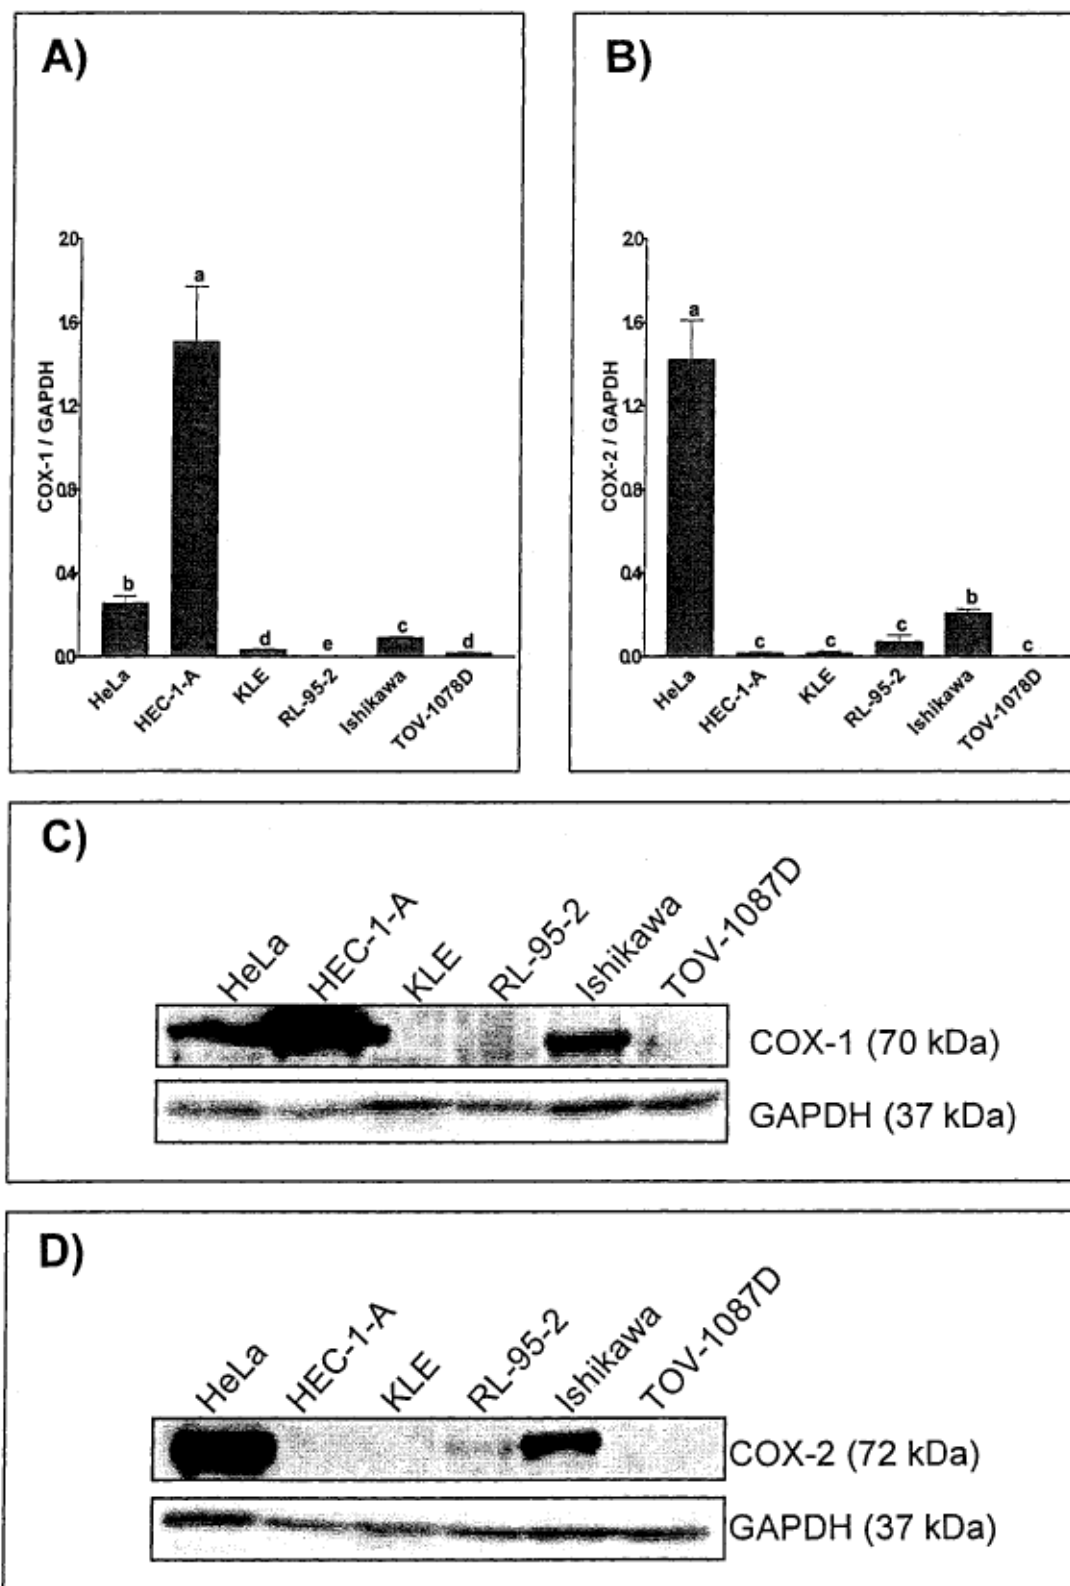 A)
COX-1 / GAPDH
2.0
1.6
1.2
0.8
0.4
0.0
b
a
d
e
c
d
HeLa
HEC-1-A
KLE
RL-95-2
Ishikawa
TOV-1078D
B)
COX-2 / GAPDH
2.0
1.6
1.2
0.8
0.4
0.0
a
c
c
c
b
c
HeLa
HEC-1-A
KLE
RL-95-2
Ishikawa
TOV-1078D
C)
HeLa
HEC-1-A
KLE
RL-95-2
Ishikawa
TOV-1087D
COX-1 (70 kDa)
GAPDH (37 kDa)
D)
HeLa
HEC-1-A
KLE
RL-95-2
Ishikawa
TOV-1087D
COX-2 (72 kDa)
GAPDH (37 kDa)